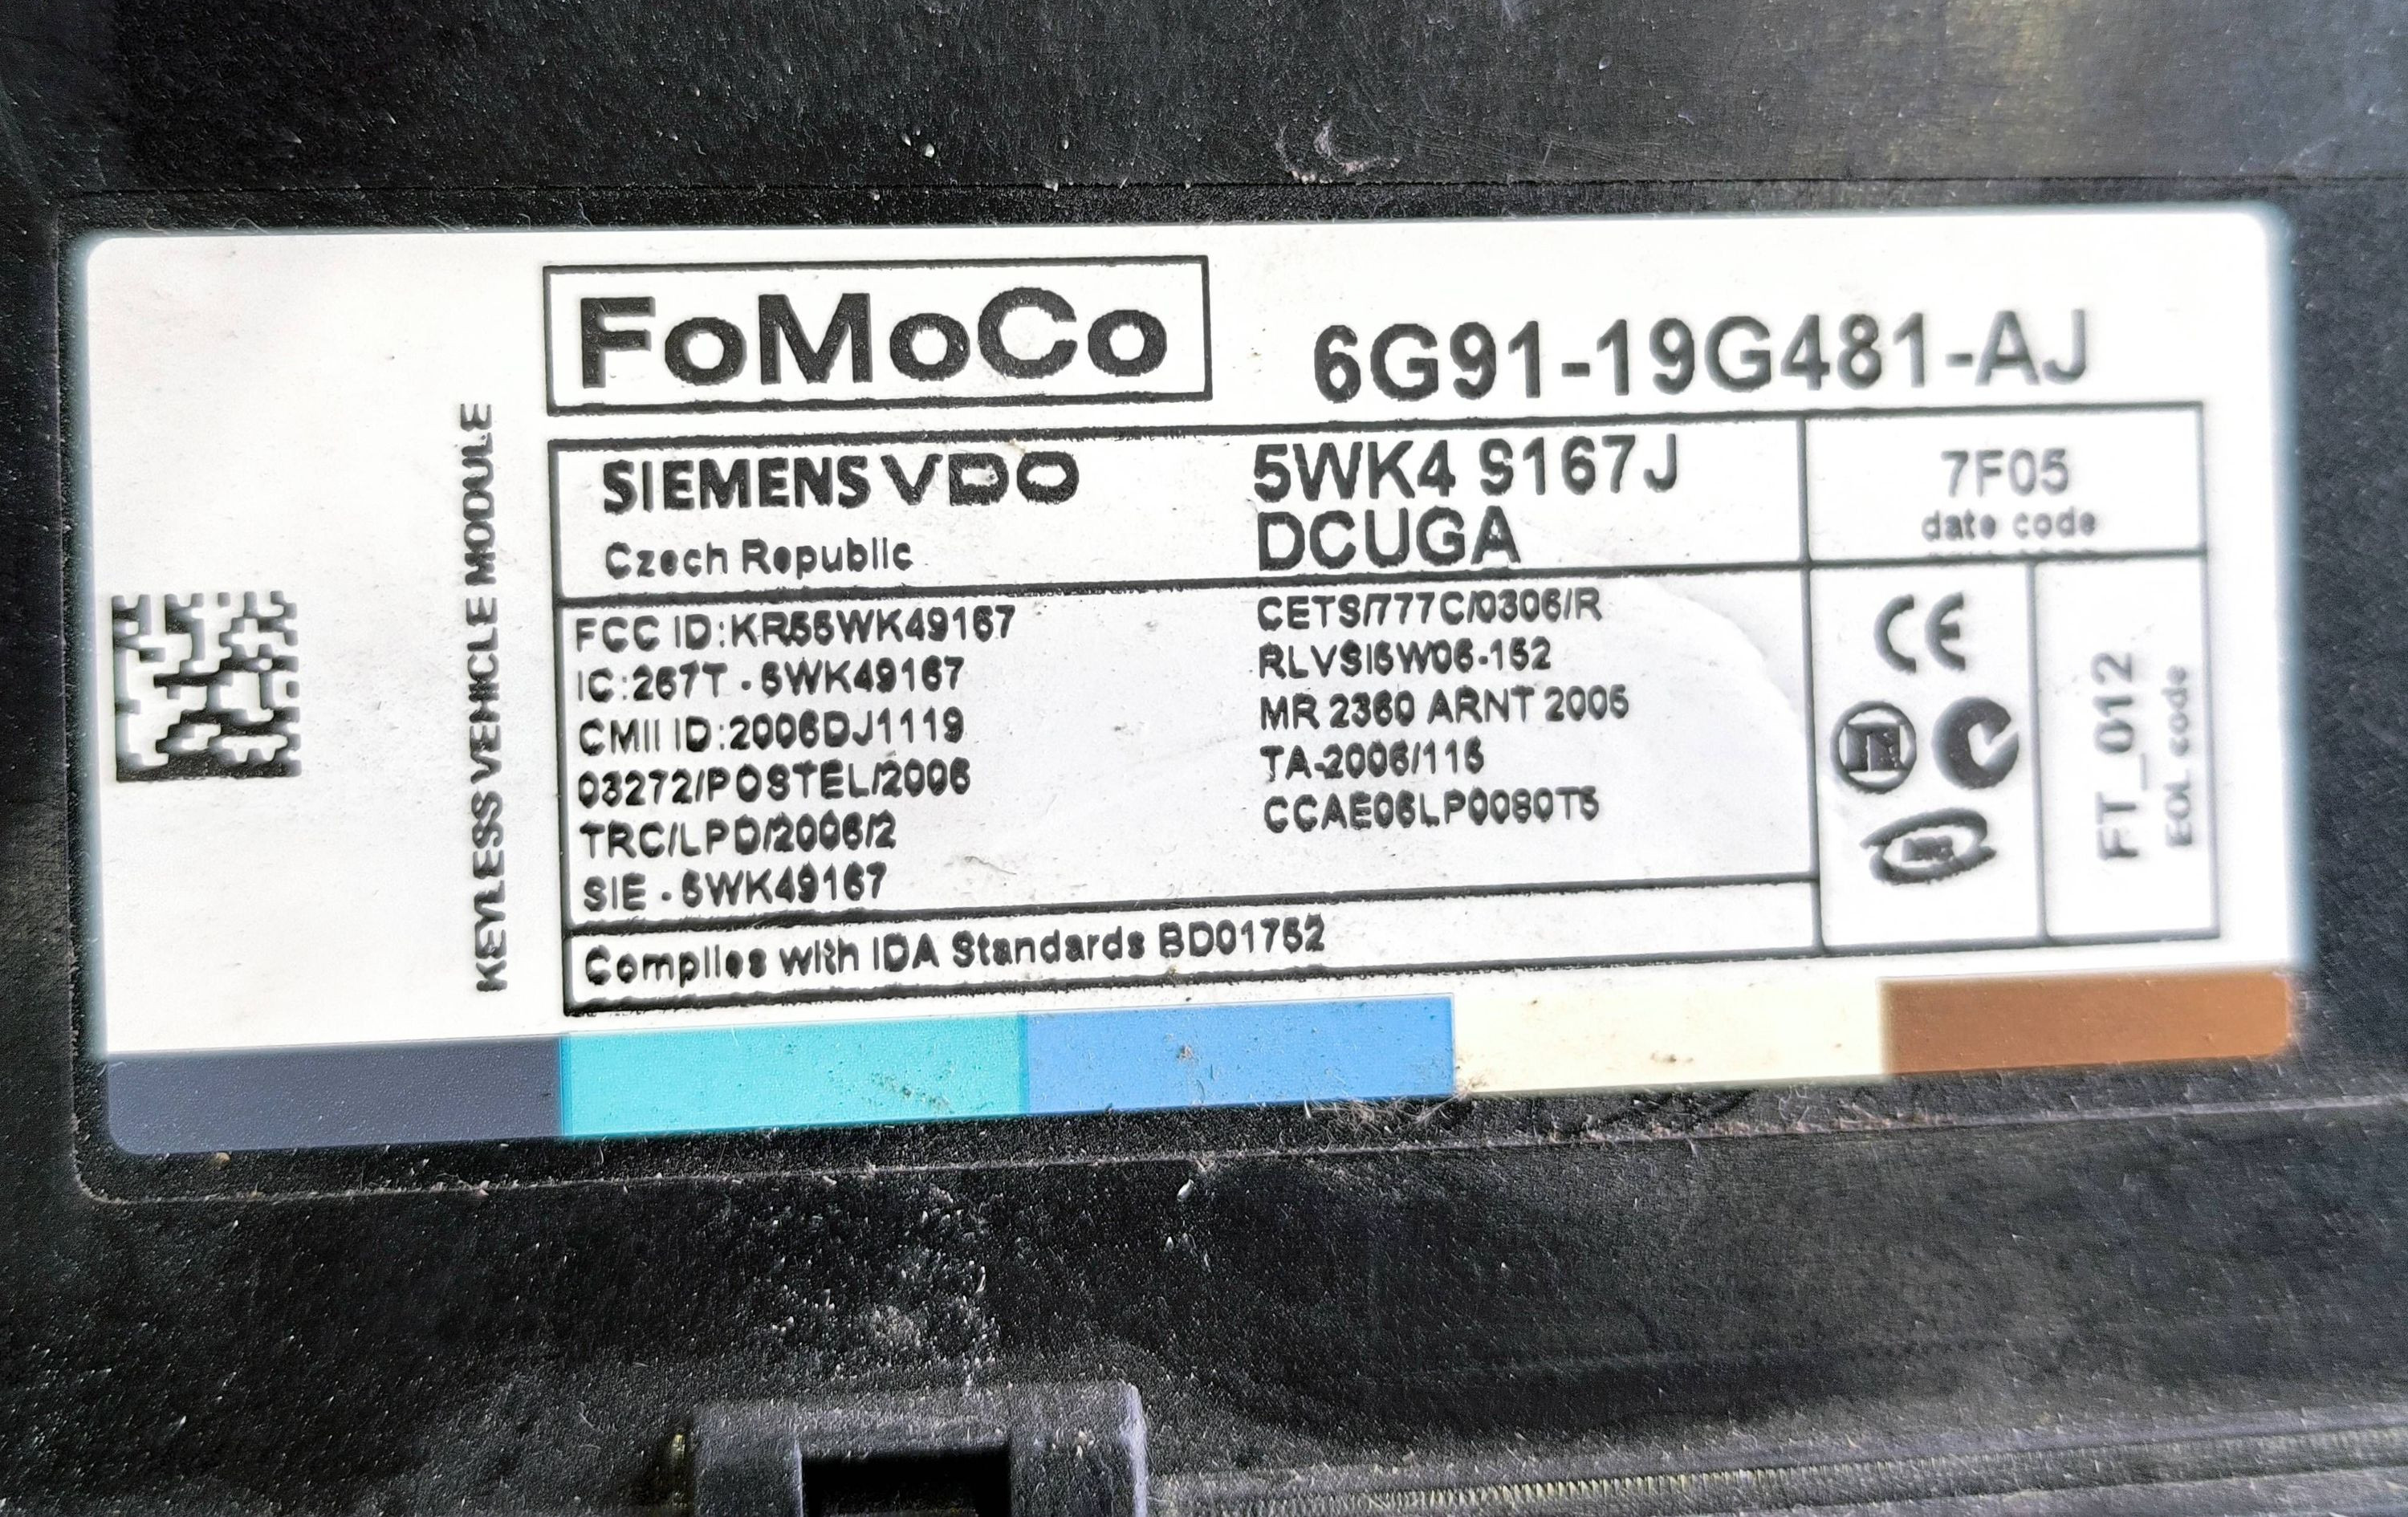 FoMoCo
6G91-19G481-AJ
KEYLESS VEHICLE MODULE
SIEMENS VDO
Czech Republic
5WK4 9167J
DCUGA
7F05
date code
FCC ID:KR55WK49167
IC:267T - 5WK49167
CMII ID:2006DJ1119
03272/POSTEL/2006
TRC/LPD/2006/2
SIE - 5WK49167
CETS/777C/0306/R
RLVSI5W06-152
MR 2360 ARNT 2005
TA-2006/115
CCAE06LP0080T5
CE
FT_012
EOL code
Complies with IDA Standards BD01752